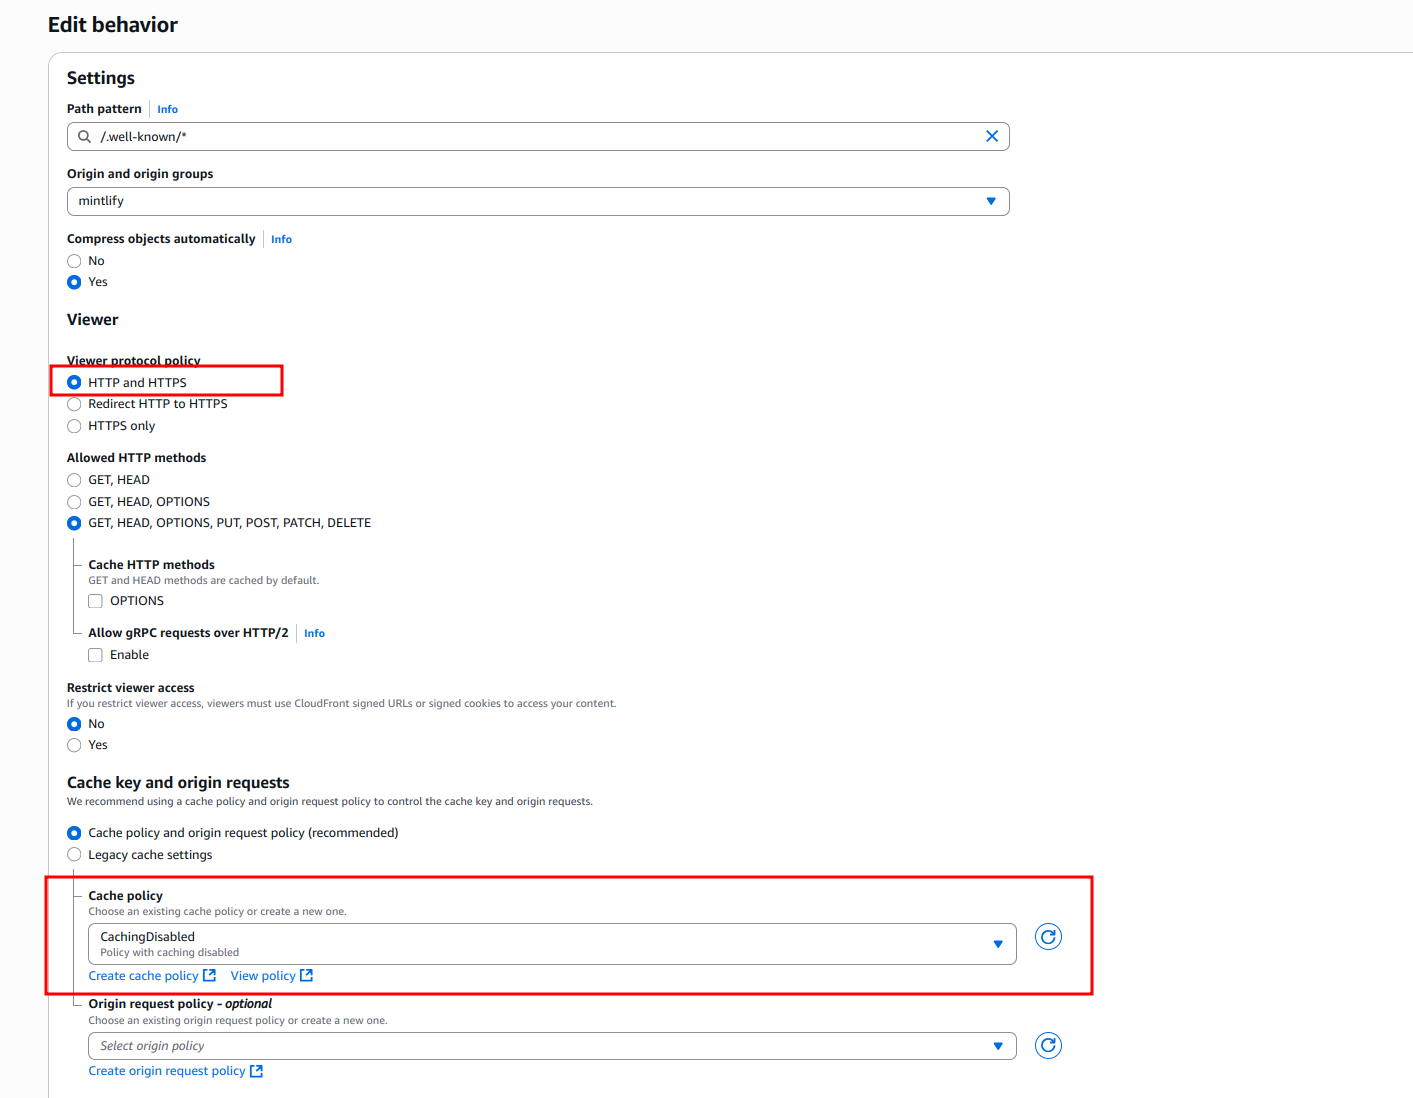 Edit behavior
Settings
Path pattern Info
/.well-known/*
Origin and origin groups
mintlify
Compress objects automatically Info
No
Yes
Viewer
Viewer protocol policy
HTTP and HTTPS
Redirect HTTP to HTTPS
HTTPS only
Allowed HTTP methods
GET, HEAD
GET, HEAD, OPTIONS
GET, HEAD, OPTIONS, PUT, POST, PATCH, DELETE
Cache HTTP methods
GET and HEAD methods are cached by default.
OPTIONS
Allow gRPC requests over HTTP/2 Info
Enable
Restrict viewer access
If you restrict viewer access, viewers must use CloudFront signed URLs or signed cookies to access your content.
No
Yes
Cache key and origin requests
We recommend using a cache policy and origin request policy to control the cache key and origin requests.
Cache policy and origin request policy (recommended)
Legacy cache settings
Cache policy
Choose an existing cache policy or create a new one.
CachingDisabled
Policy with caching disabled
Create cache policy View policy
Origin request policy - optional
Choose an existing origin request policy or create a new one.
Select origin policy
Create origin request policy